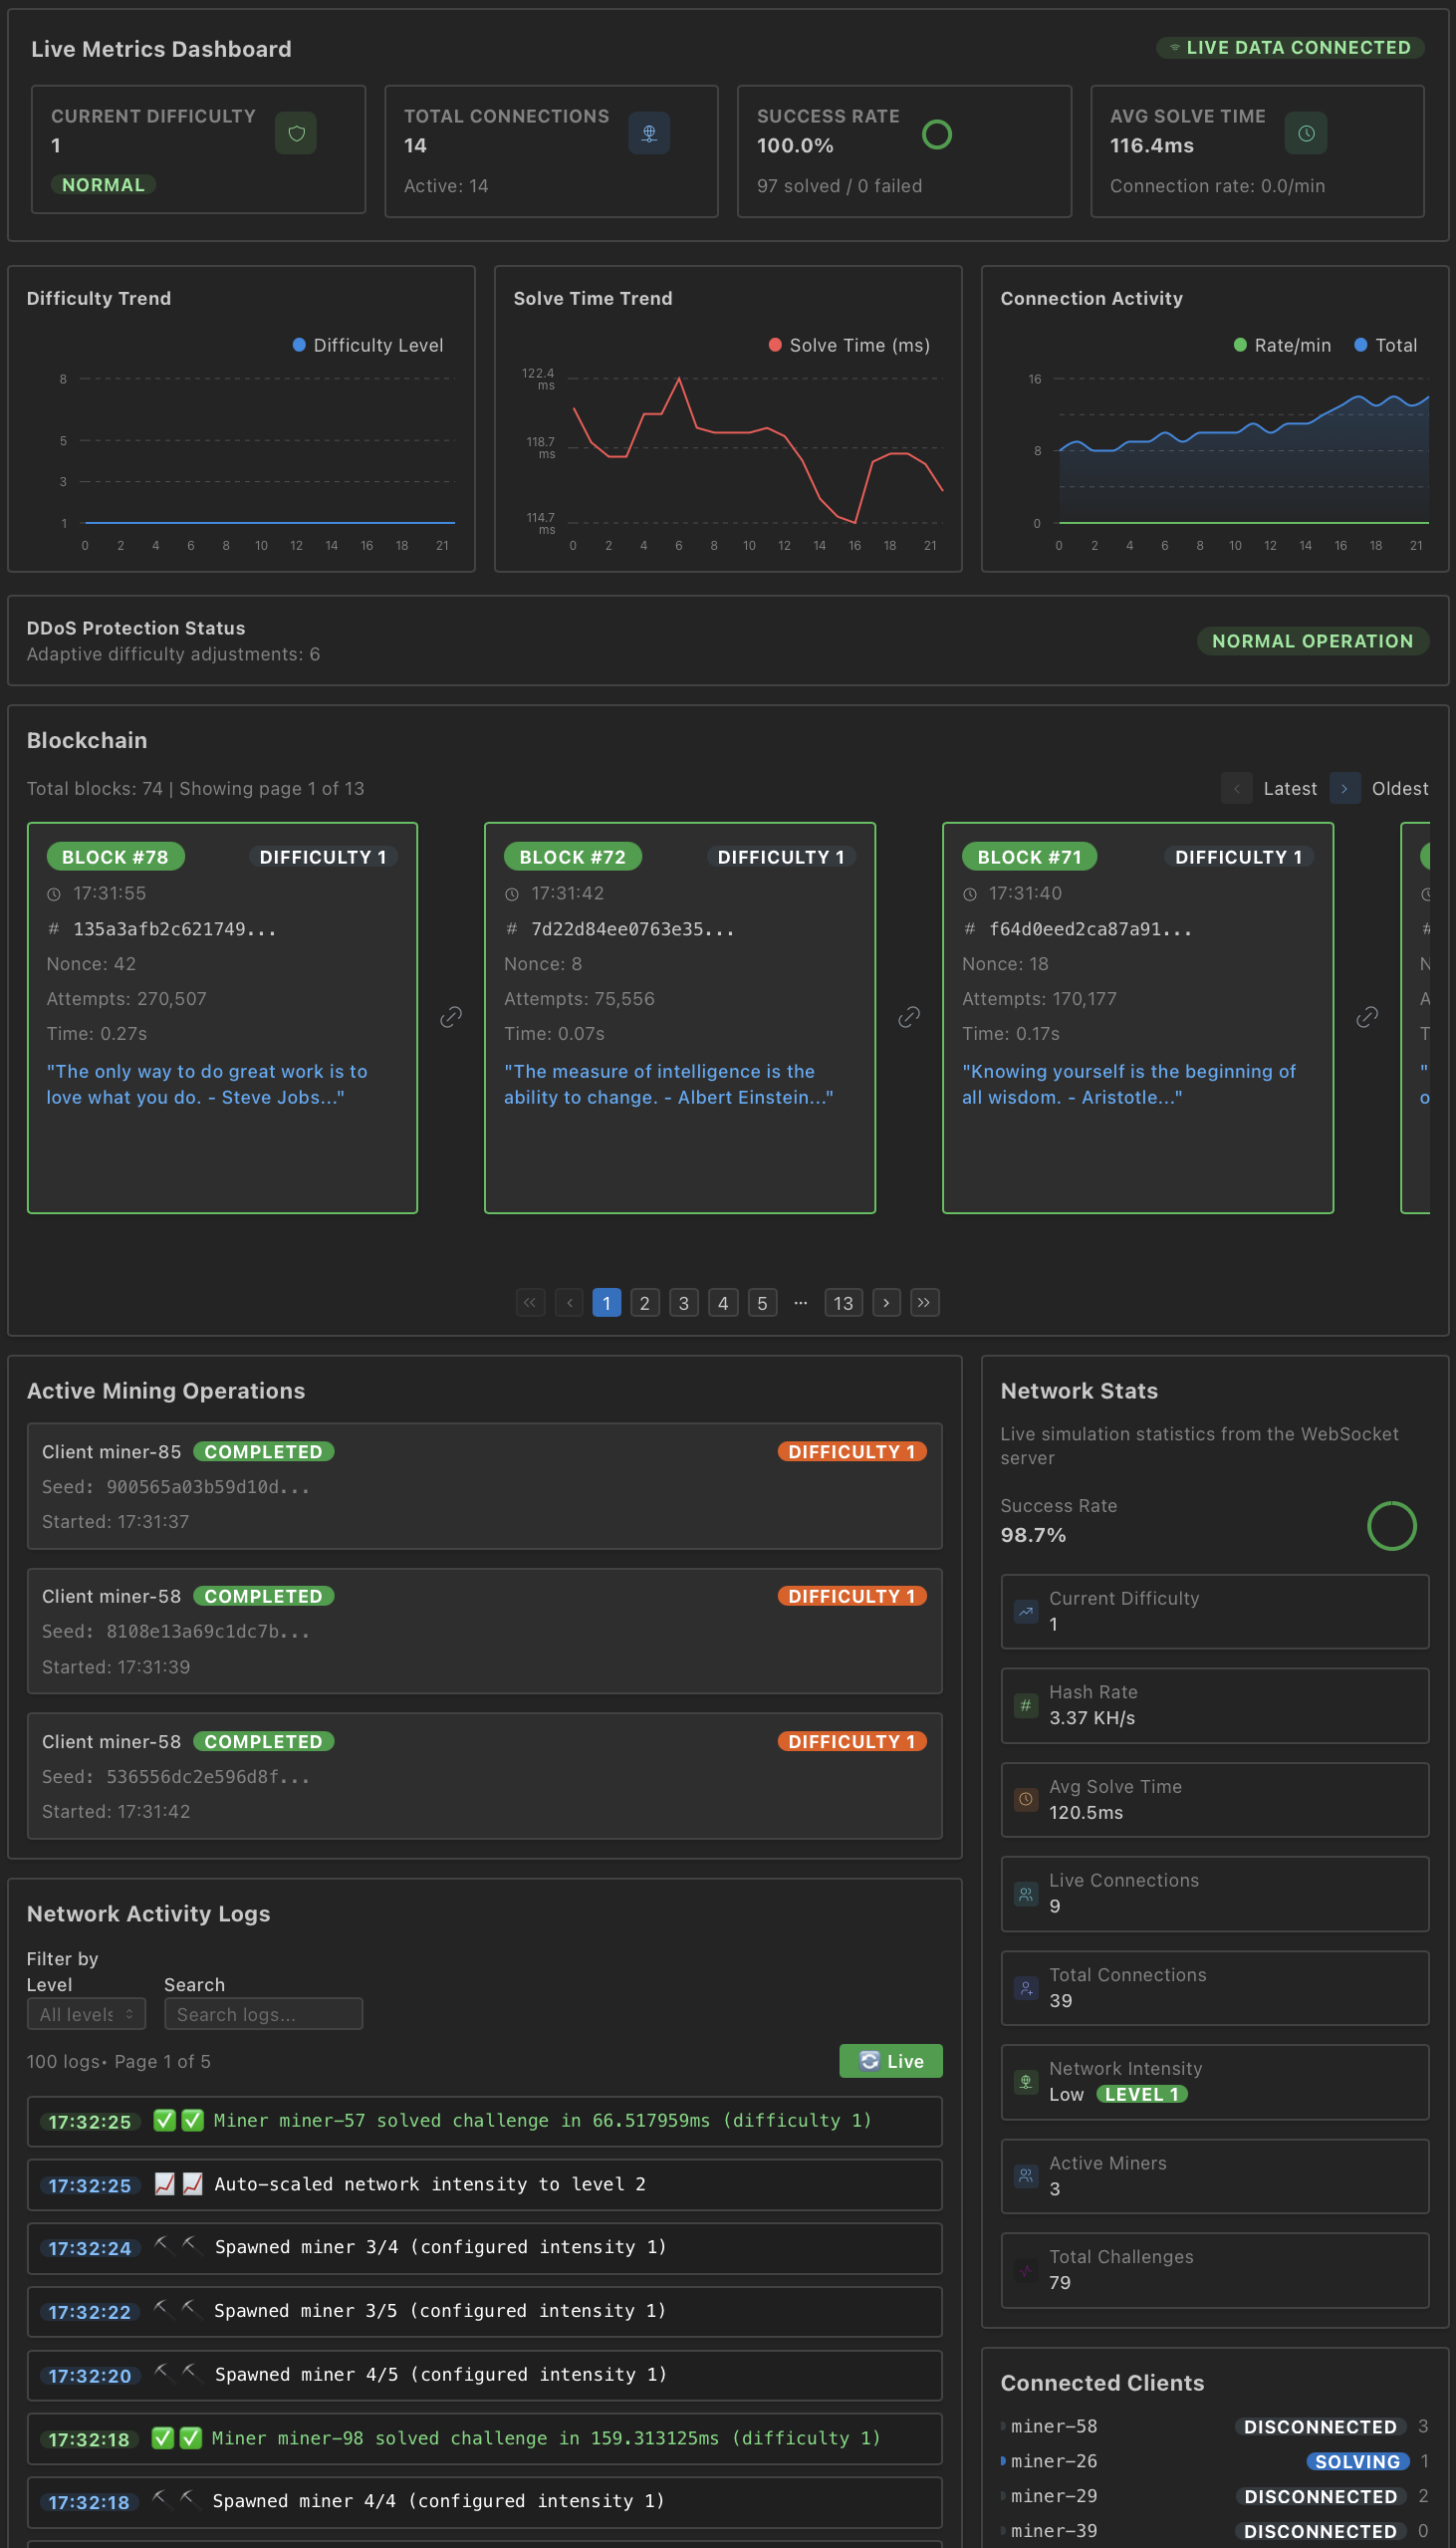 Live Metrics Dashboard
LIVE DATA CONNECTED
CURRENT DIFFICULTY
1
NORMAL
TOTAL CONNECTIONS
14
Active: 14
SUCCESS RATE
100.0%
97 solved / 0 failed
AVG SOLVE TIME
116.4ms
Connection rate: 0.0/min
Difficulty Trend
Difficulty Level
8
5
3
1
0 2 4 6 8 10 12 14 16 18 21
Solve Time Trend
Solve Time (ms)
122.4
ms
118.7
ms
114.7
ms
0 2 4 6 8 10 12 14 16 18 21
Connection Activity
Rate/min Total
16
8
0
0 2 4 6 8 10 12 14 16 18 21
DDoS Protection Status
Adaptive difficulty adjustments: 6
NORMAL OPERATION
Blockchain
Total blocks: 74 | Showing page 1 of 13
Latest Oldest
BLOCK #78 DIFFICULTY 1
17:31:55
# 135a3afb2c621749...
Nonce: 42
Attempts: 270,507
Time: 0.27s
"The only way to do great work is to
love what you do. - Steve Jobs..."
BLOCK #72 DIFFICULTY 1
17:31:42
# 7d22d84ee0763e35...
Nonce: 8
Attempts: 75,556
Time: 0.07s
"The measure of intelligence is the
ability to change. - Albert Einstein..."
BLOCK #71 DIFFICULTY 1
17:31:40
# f64d0eed2ca87a91...
Nonce: 18
Attempts: 170,177
Time: 0.17s
"Knowing yourself is the beginning of
all wisdom. - Aristotle..."
1 2 3 4 5 ... 13
Active Mining Operations
Client miner-85 COMPLETED DIFFICULTY 1
Seed: 900565a03b59d10d...
Started: 17:31:37
Client miner-58 COMPLETED DIFFICULTY 1
Seed: 8108e13a69c1dc7b...
Started: 17:31:39
Client miner-58 COMPLETED DIFFICULTY 1
Seed: 536556dc2e596d8f...
Started: 17:31:42
Network Stats
Live simulation statistics from the WebSocket
server
Success Rate
98.7%
Current Difficulty
1
Hash Rate
3.37 KH/s
Avg Solve Time
120.5ms
Live Connections
9
Total Connections
39
Network Intensity
Low LEVEL 1
Active Miners
3
Total Challenges
79
Network Activity Logs
Filter by
Level Search
All levels Search logs...
100 logs• Page 1 of 5
Live
17:32:25 Miner miner-57 solved challenge in 66.517959ms (difficulty 1)
17:32:25 Auto-scaled network intensity to level 2
17:32:24 Spawned miner 3/4 (configured intensity 1)
17:32:22 Spawned miner 3/5 (configured intensity 1)
17:32:20 Spawned miner 4/5 (configured intensity 1)
17:32:18 Miner miner-98 solved challenge in 159.313125ms (difficulty 1)
17:32:18 Spawned miner 4/4 (configured intensity 1)
Connected Clients
miner-58 DISCONNECTED 3
miner-26 SOLVING 1
miner-29 DISCONNECTED 2
miner-39 DISCONNECTED 0